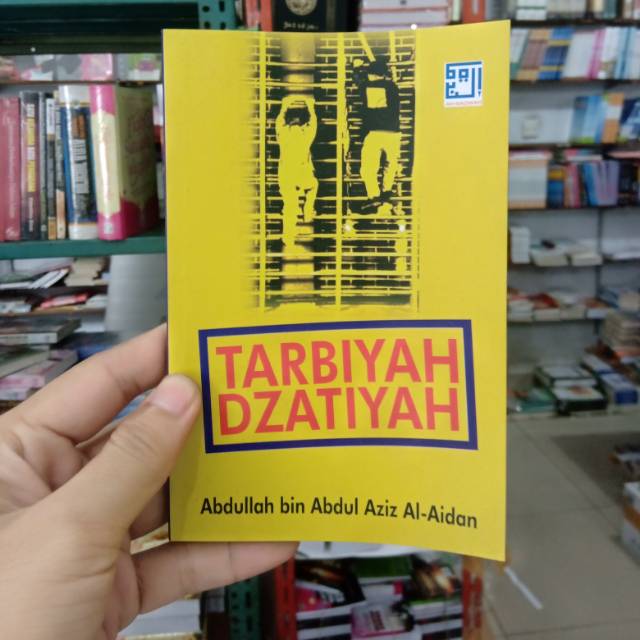 TARBIYAH
DZATIYAH
Abdullah bin Abdul Aziz Al-Aidan